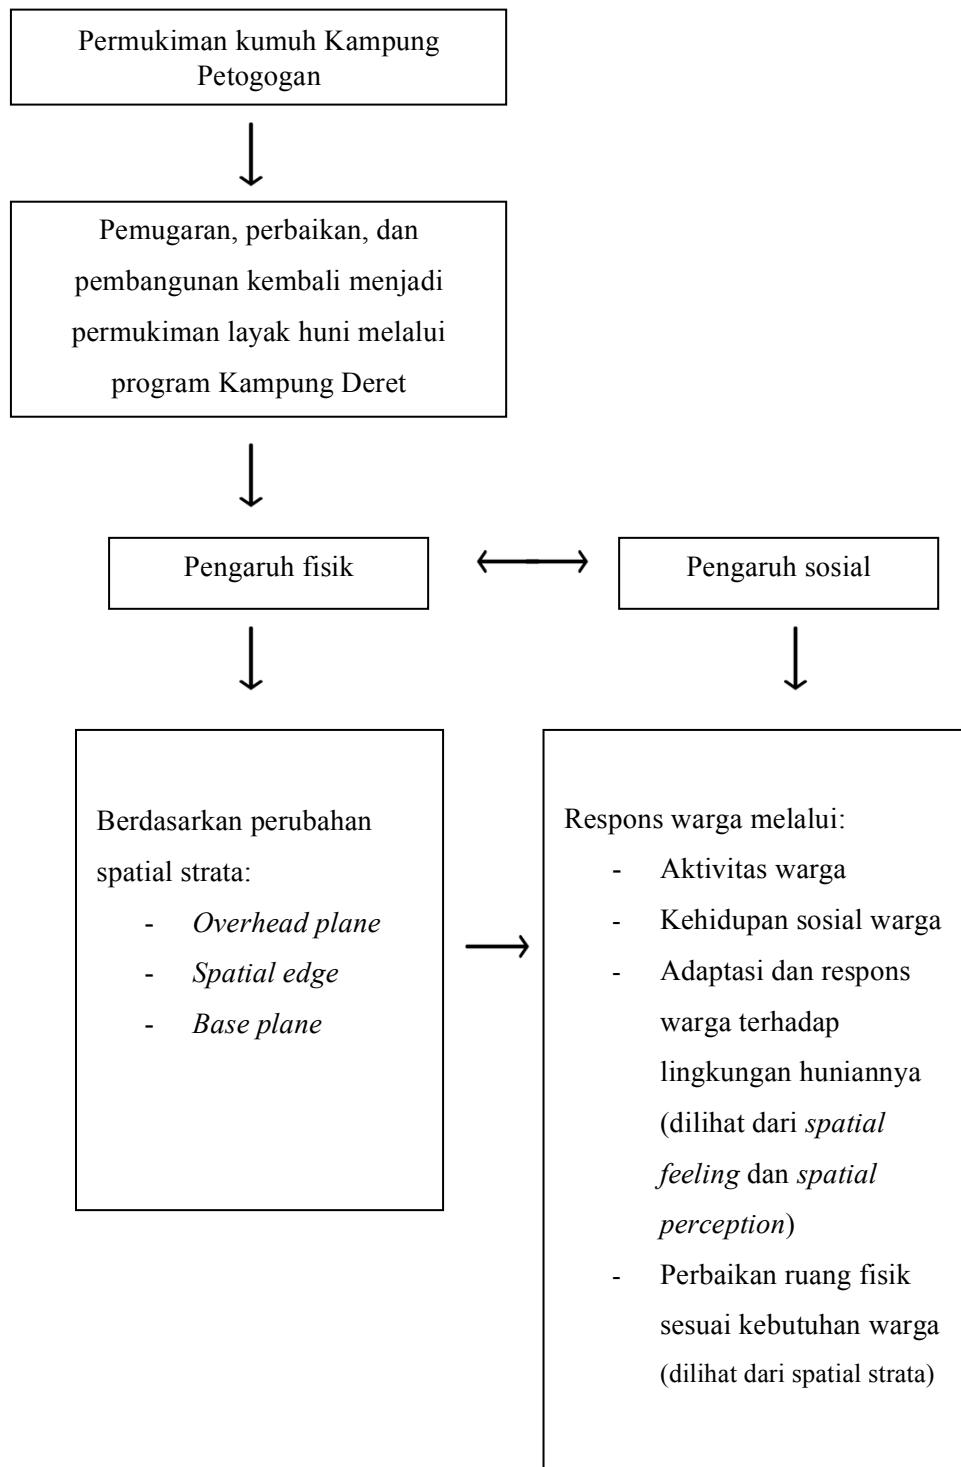 Permukiman kumuh Kampung
Petogogan
Pemugaran, perbaikan, dan
pembangunan kembali menjadi
permukiman layak huni melalui
program Kampung Deret
Pengaruh fisik
Pengaruh sosial
Berdasarkan perubahan
spatial strata:
- Overhead plane
- Spatial edge
- Base plane
Respons warga melalui:
- Aktivitas warga
- Kehidupan sosial warga
- Adaptasi dan respons
warga terhadap
lingkungan huniannya
(dilihat dari spatial
feeling dan spatial
perception)
- Perbaikan ruang fisik
sesuai kebutuhan warga
(dilihat dari spatial strata)